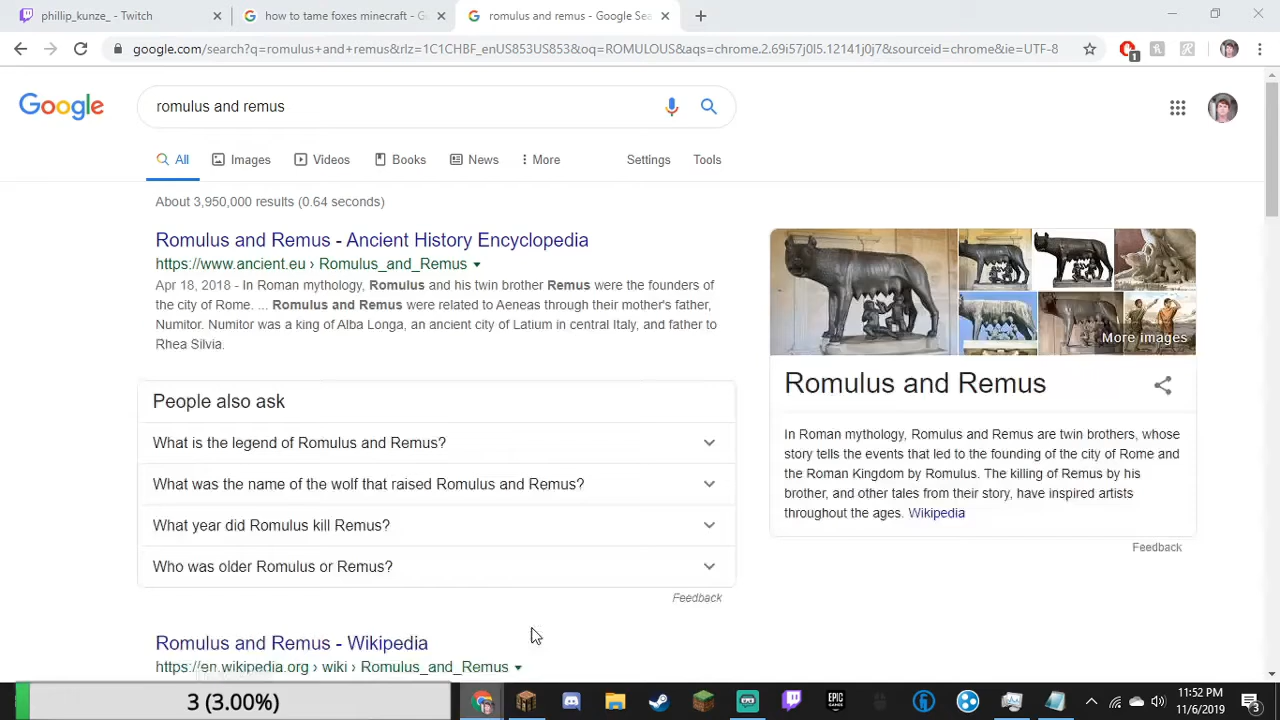 phillip_kunze_ - Twitch
how to tame foxes minecraft - G
romulus and remus - Google Sea
google.com/search?q=romulus+and+remus&rlz=1C1CHBF_enUS853US853&oq=ROMULOUS&aqs=chrome.2.69i57j0l5.12141j0j7&sourceid=chrome&ie=UTF-8
1
Google
romulus and remus
All
Images
Videos
Books
News
More
Settings
Tools
About 3,950,000 results (0.64 seconds)
Romulus and Remus - Ancient History Encyclopedia
https://www.ancient.eu › Romulus_and_Remus
Apr 18, 2018 - In Roman mythology, Romulus and his twin brother Remus were the founders of
the city of Rome. ... Romulus and Remus were related to Aeneas through their mother's father,
Numitor. Numitor was a king of Alba Longa, an ancient city of Latium in central Italy, and father to
Rhea Silvia.
People also ask
What is the legend of Romulus and Remus?
What was the name of the wolf that raised Romulus and Remus?
What year did Romulus kill Remus?
Who was older Romulus or Remus?
Feedback
Romulus and Remus - Wikipedia
https://en.wikipedia.org › wiki › Romulus_and_Remus
More images
Romulus and Remus
In Roman mythology, Romulus and Remus are twin brothers, whose
story tells the events that led to the founding of the city of Rome and
the Roman Kingdom by Romulus. The killing of Remus by his
brother, and other tales from their story, have inspired artists
throughout the ages. Wikipedia
Feedback
3 (3.00%)
EPIC
GAMES
11:52 PM
11/6/2019
3